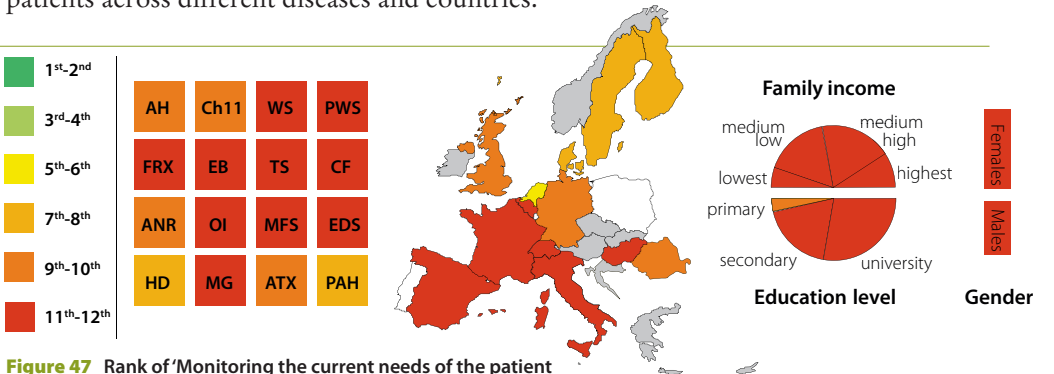 patients across different diseases and countries.
1st-2nd
3rd-4th
5th-6th
7th-8th
9th-10th
11th-12th
AH Ch11 WS PWS
FRX EB TS CF
ANR OI MFS EDS
HD MG ATX PAH
Family income
medium low
medium high
lowest
highest
primary
secondary
university
Education level
Females
Males
Gender
Figure 47 Rank of ‘Monitoring the current needs of the patient